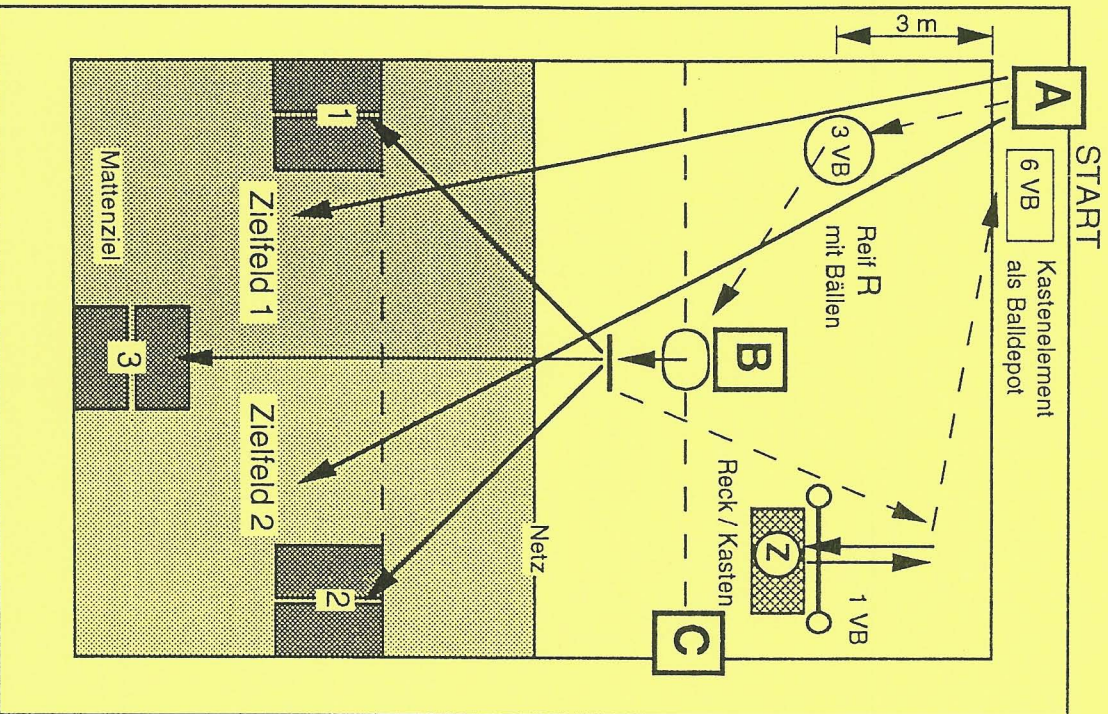 START
3 m
A
6 VB
Kastenelement
als Balldepot
3 VB
Reif R
mit Bällen
B
Reck / Kasten
Z
1 VB
C
Netz
1
Zielfeld 1
Zielfeld 2
2
Mattenziel
3